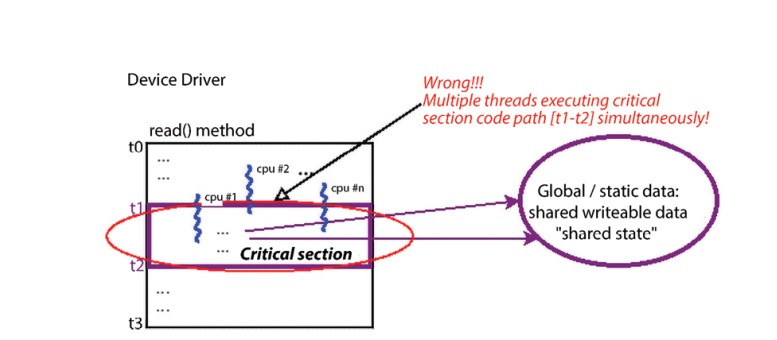 Device Driver
Wrong!!!
Multiple threads executing critical
section code path [t1-t2] simultaneously!
read() method
t0
...
...
cpu #2
...
cpu #1
cpu #n
t1
Global / static data:
shared writeable data
"shared state"
...
...
Critical section
t2
...
...
t3